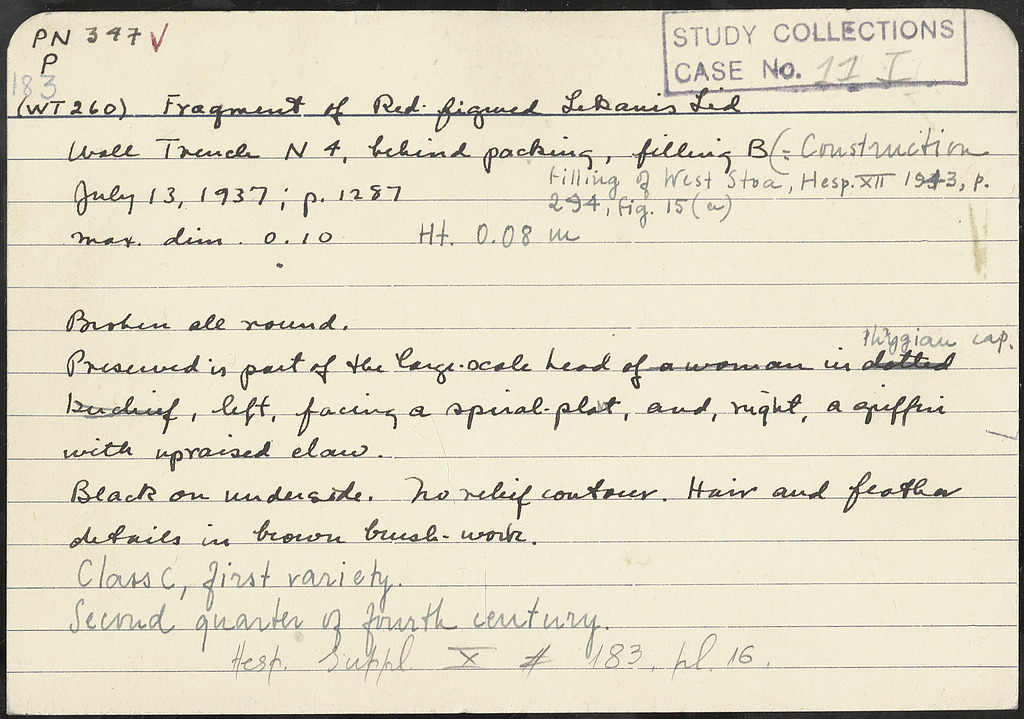 PN 347 V
P
183
STUDY COLLECTIONS
CASE No. 11 I
(WT 260) Fragment of Red-figured Lekanis Lid
Wall Trench N 4, behind packing, filling B (= Construction
filling of West Stoa, Hesp. XII 1943, p.
294, fig. 15 (a)
July 13, 1937; p. 1287
max. dim. 0.10 Ht. 0.08 m
Broken all round.
Phrygian cap.
Preserved is part of the large-scale head of a woman in dotted
kerchief, left, facing a spiral-plat, and, right, a griffin
with upraised claw.
Black on underside. No relief contour. Hair and feather
details in brown brush-work.
Class C, first variety.
Second quarter of fourth century.
Hesp. Suppl. X # 183, pl. 16.